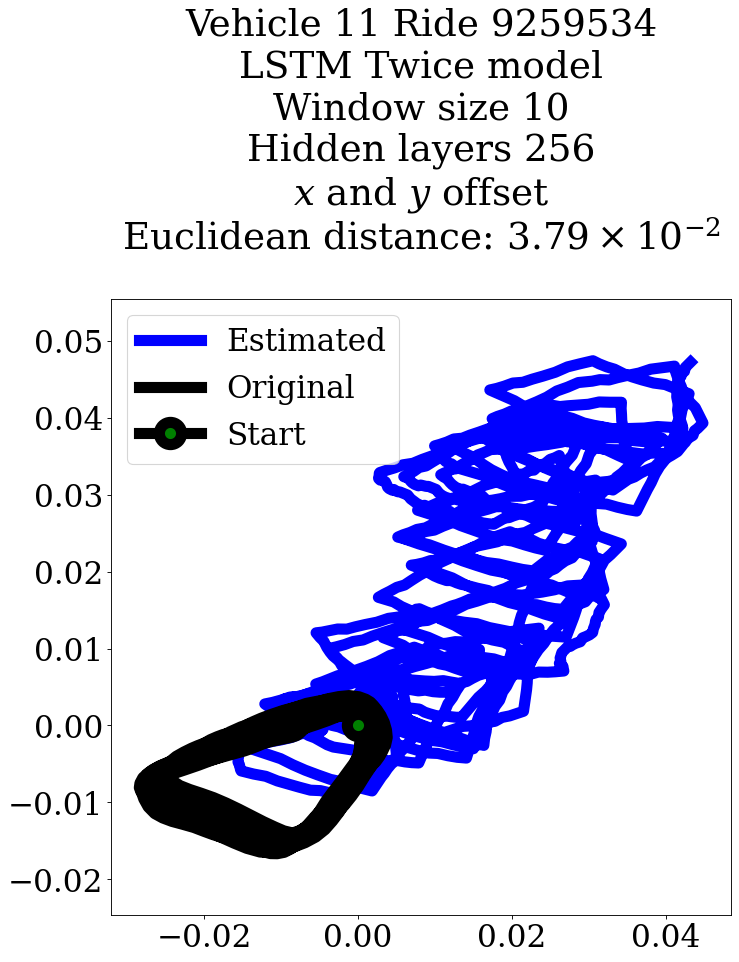 Vehicle 11 Ride 9259534
LSTM Twice model
Window size 10
Hidden layers 256
x and y offset
Euclidean distance: 3.79 × 10⁻²
Estimated
Original
Start
0.05
0.04
0.03
0.02
0.01
0.00
−0.01
−0.02
−0.02 0.00 0.02 0.04